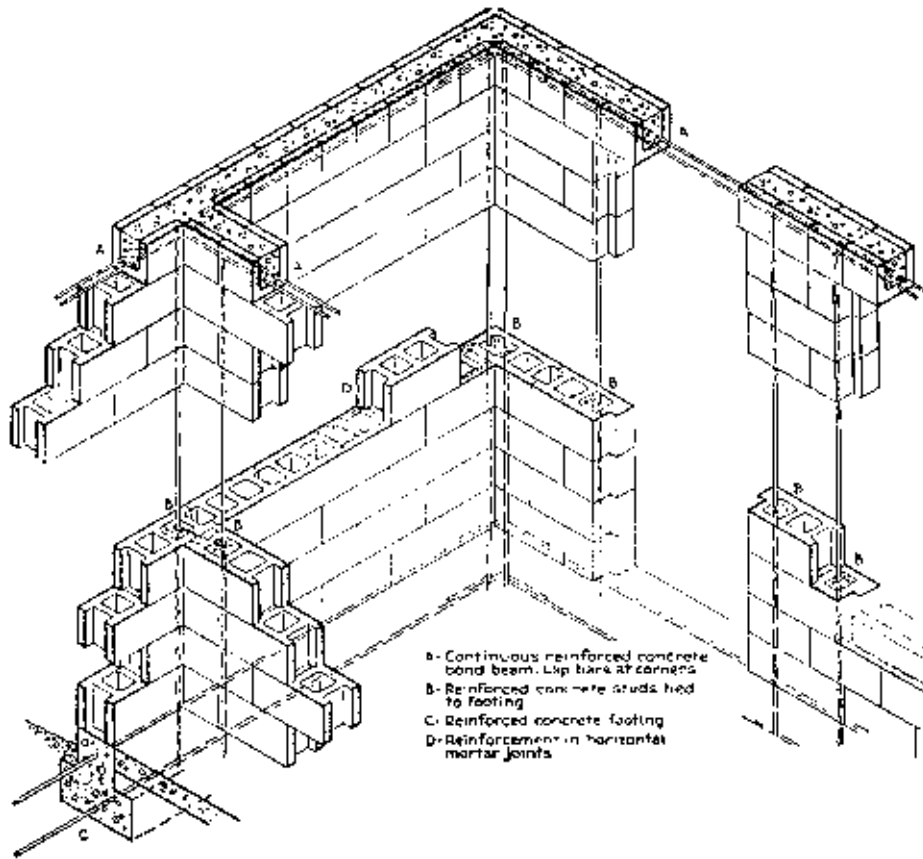 A
A
A
B
D
B
B
B
B
B
A- Continuous reinforced concrete
bond beam. Lap bars at corners
B- Reinforced concrete studs tied
to footing
C- Reinforced concrete footing
D- Reinforcement in horizontal
mortar joints
C